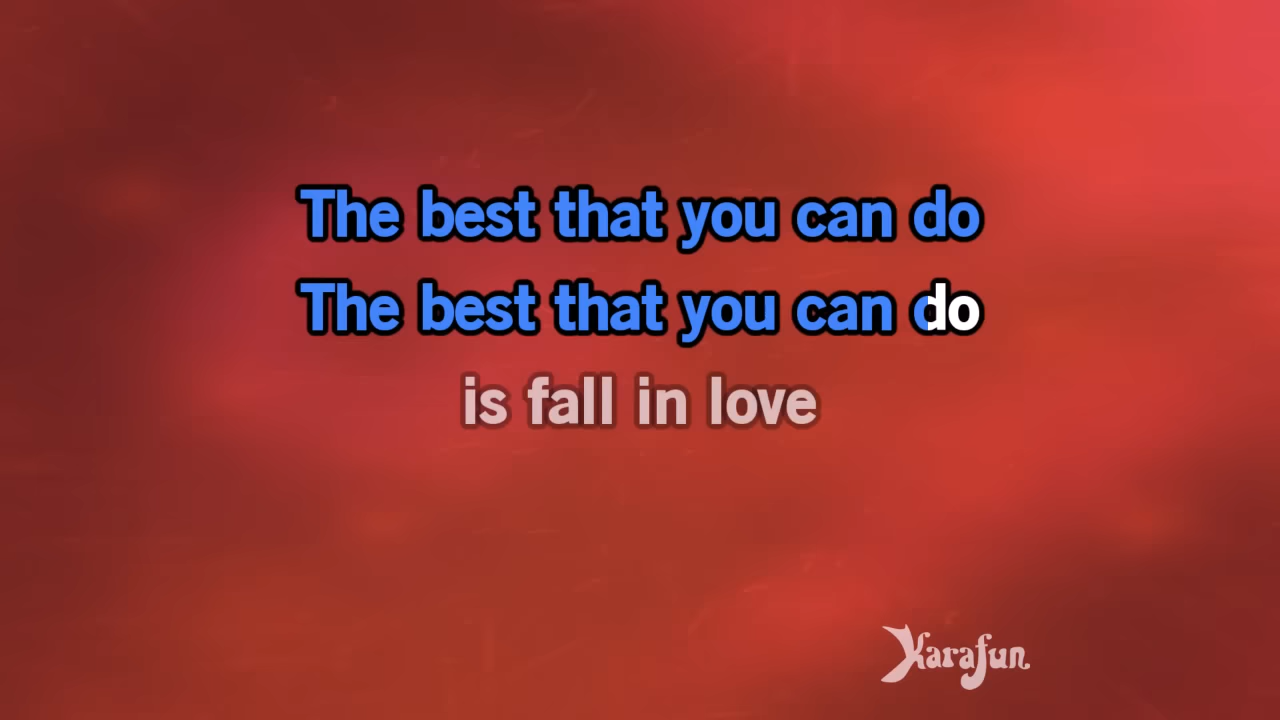 The best that you can do
The best that you can do
is fall in love
Karafun